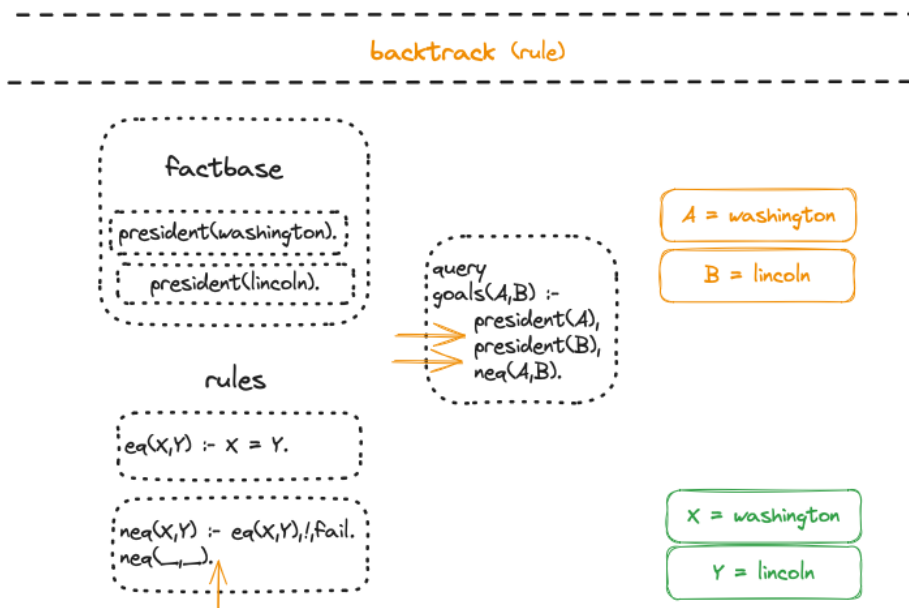 backtrack (rule)
factbase
president(washington).
president(lincoln).
rules
eq(X,Y) :- X = Y.
neq(X,Y) :- eq(X,Y),!,fail.
neq(_,_).
query
goals(A,B) :-
president(A),
president(B),
neq(A,B).
A = washington
B = lincoln
X = washington
Y = lincoln